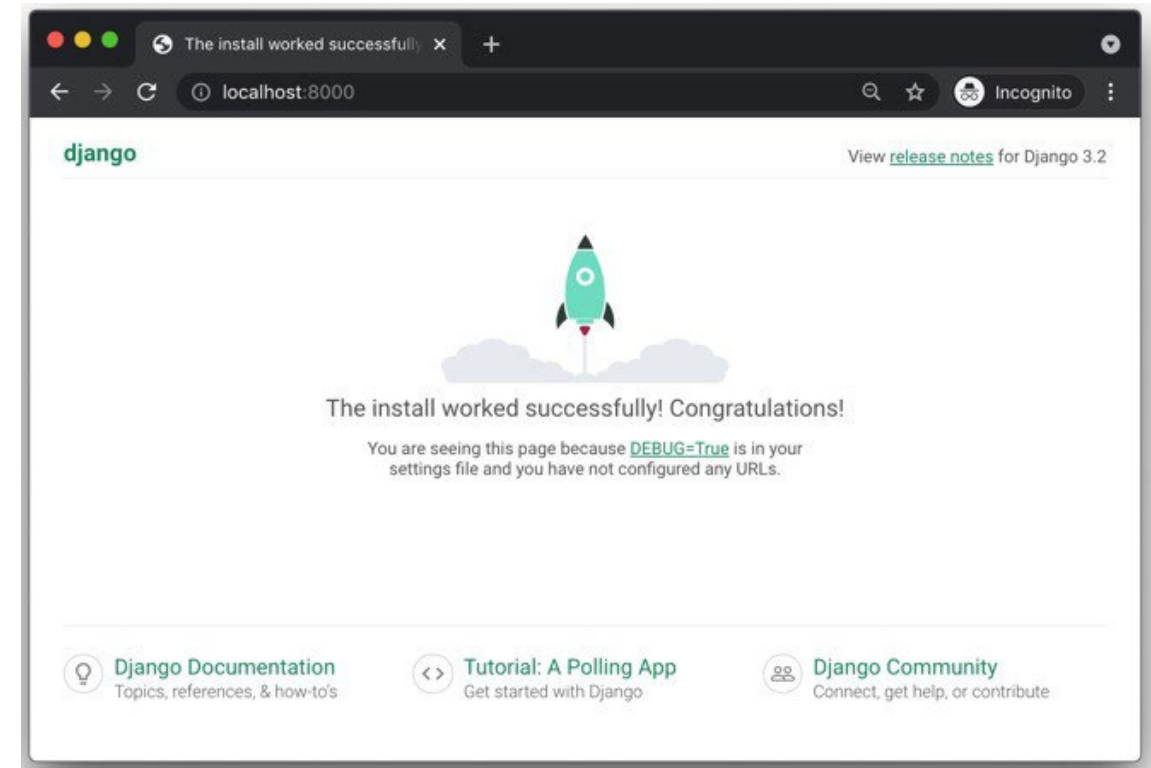 The install worked successfully
localhost:8000
Incognito
django
View release notes for Django 3.2
The install worked successfully! Congratulations!
You are seeing this page because DEBUG=True is in your
settings file and you have not configured any URLs.
Django Documentation
Topics, references, & how-to's
Tutorial: A Polling App
Get started with Django
Django Community
Connect, get help, or contribute